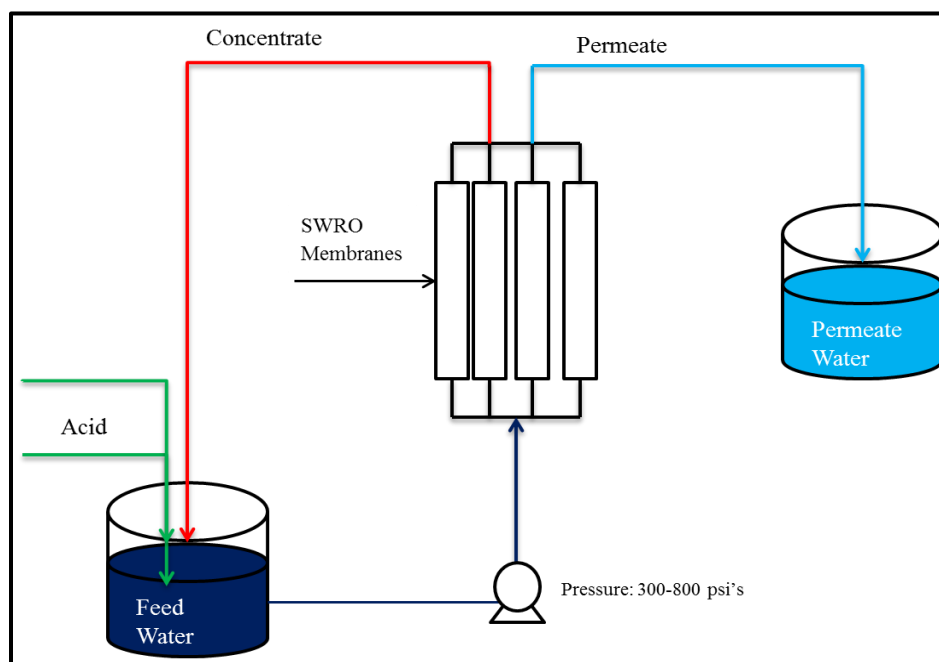 Concentrate
Permeate
SWRO
Membranes
Permeate
Water
Acid
Feed
Water
Pressure: 300-800 psi's